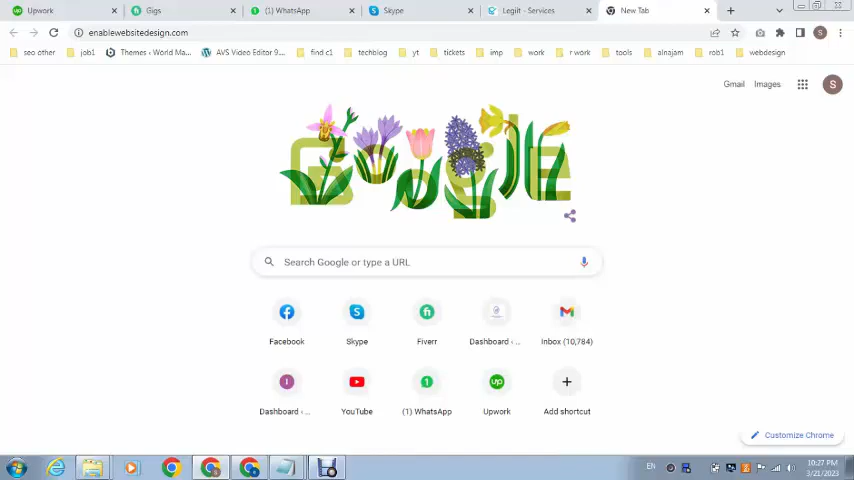 Upwork
Gigs
(1) WhatsApp
Skype
Legiit - Services
New Tab
enablewebsitedesign.com
seo other
job1
Themes ‹ World Ma...
AVS Video Editor 9....
find c1
techblog
yt
tickets
imp
work
r work
tools
alnajam
rob1
webdesign
Gmail
Images
S
Google
Search Google or type a URL
Facebook
Skype
Fiverr
Dashboard ‹ ...
Inbox (10,784)
Dashboard ‹ ...
YouTube
(1) WhatsApp
Upwork
Add shortcut
Customize Chrome
EN
10:27 PM
3/21/2023